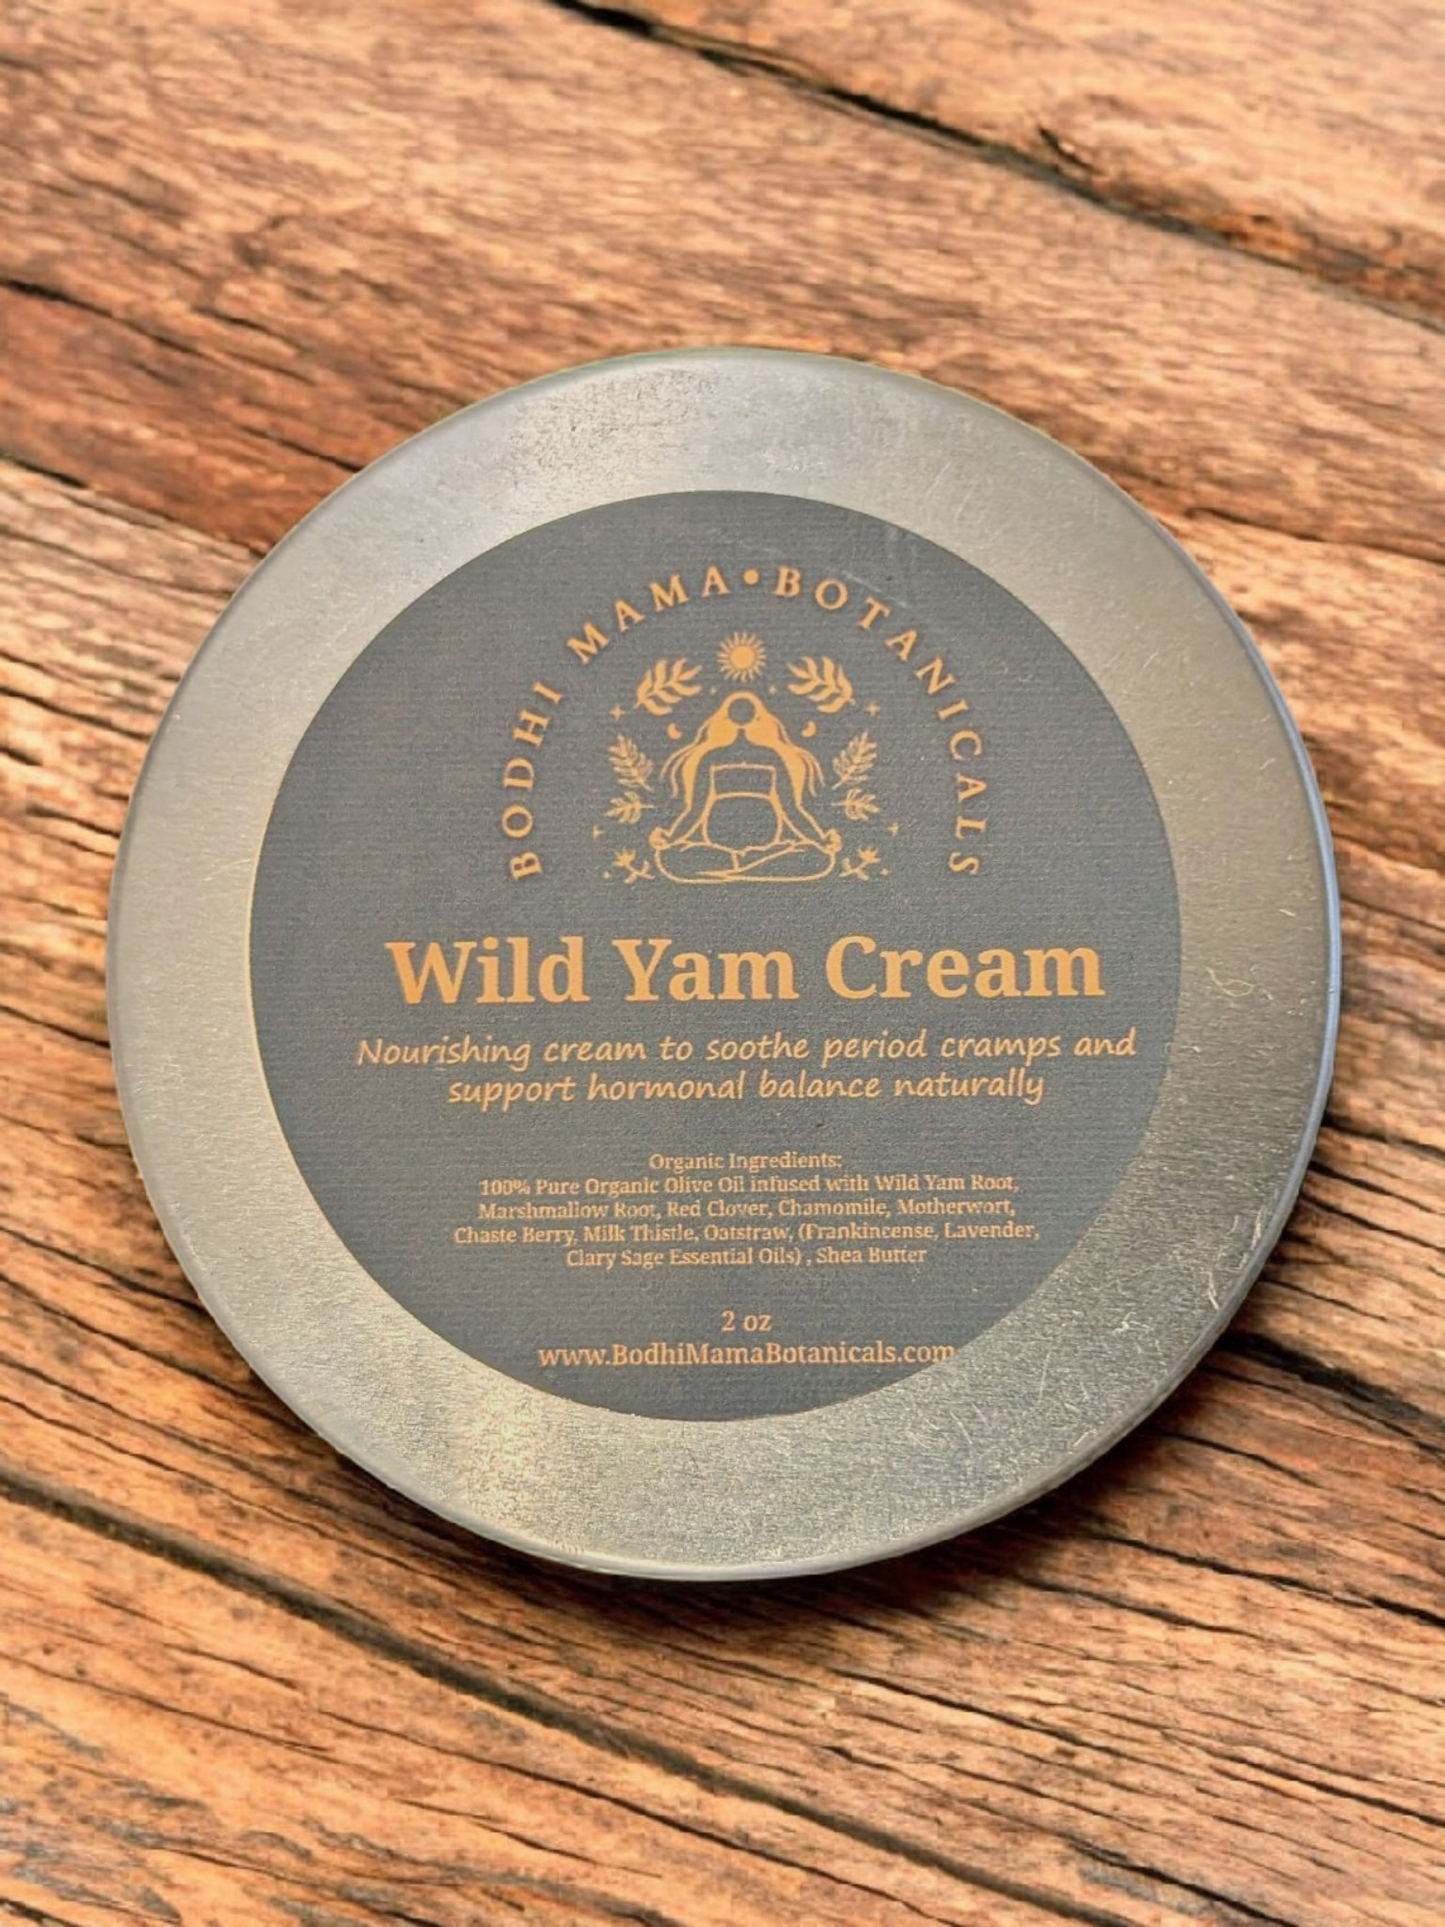 BODHI MAMA•BOTANICALS
Wild Yam Cream
Nourishing cream to soothe period cramps and
support hormonal balance naturally
Organic Ingredients:
100% Pure Organic Olive Oil infused with Wild Yam Root,
Marshmallow Root, Red Clover, Chamomile, Motherwort,
Chaste Berry, Milk Thistle, Oatstraw, (Frankincense, Lavender,
Clary Sage Essential Oils) , Shea Butter
2 oz
www.BodhiMamaBotanicals.com